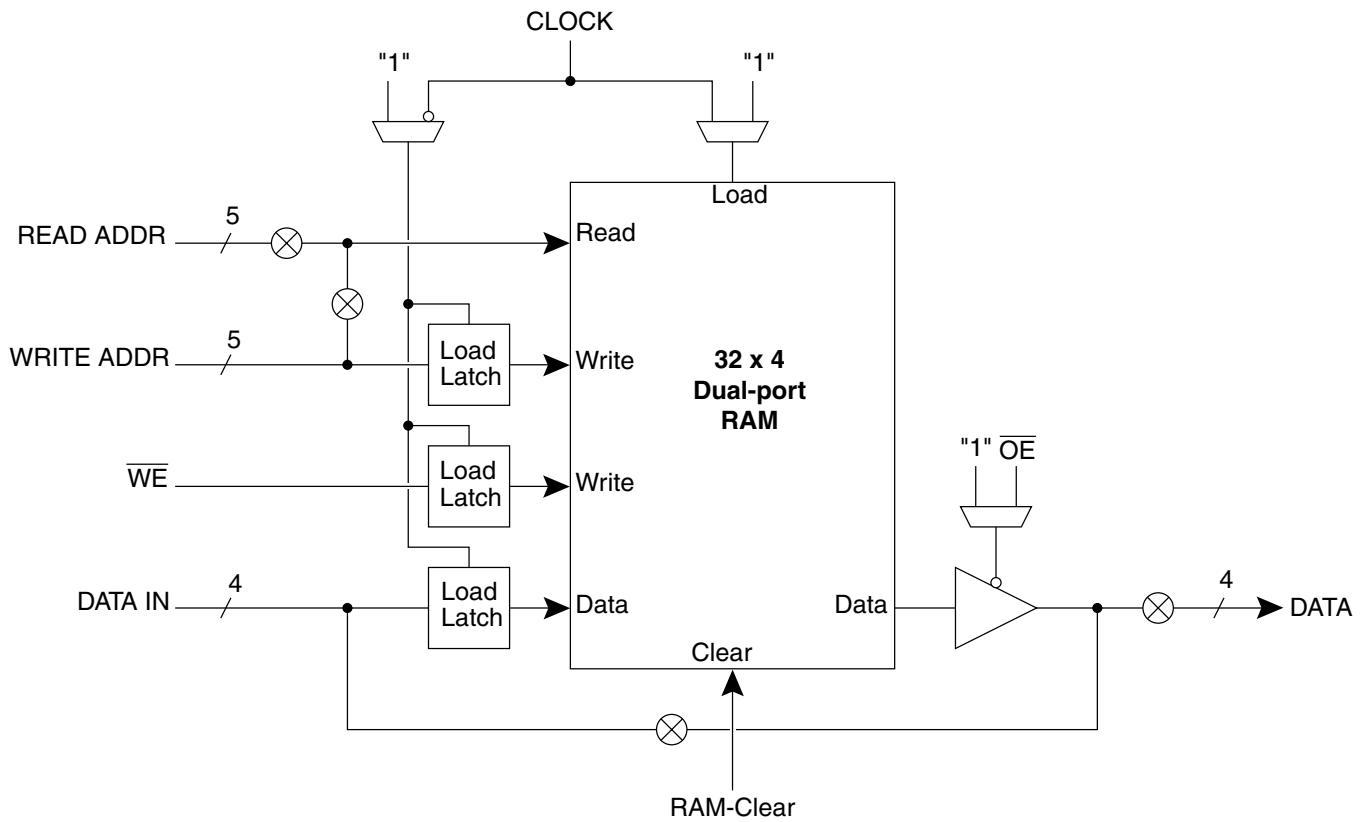 CLOCK
"1"
"1"
Load
READ ADDR
5
Read
WRITE ADDR
5
Load
Latch
Write
32 x 4
Dual-port
RAM
WE
Load
Latch
Write
"1" OE
DATA IN
4
Load
Latch
Data
Data
4
DATA
Clear
RAM-Clear